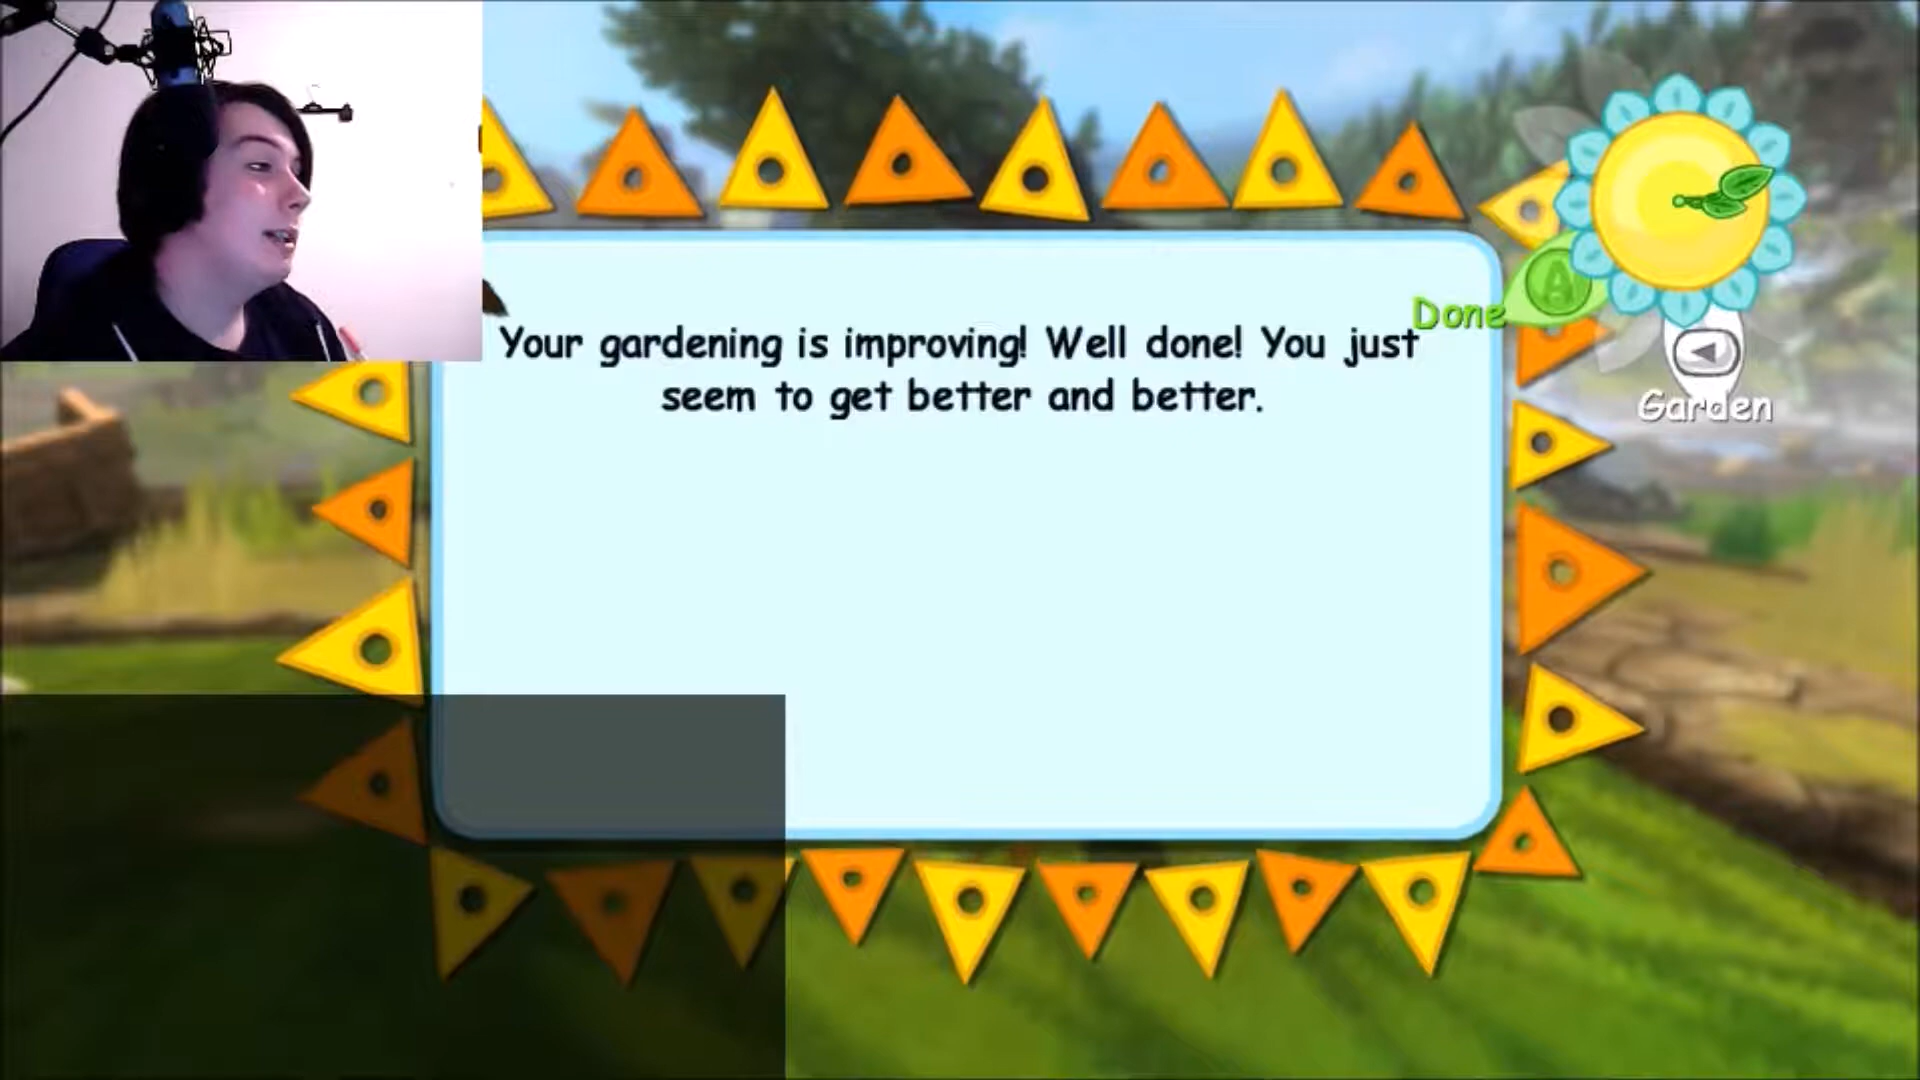 Done
A
Your gardening is improving! Well done! You just
seem to get better and better.
Garden